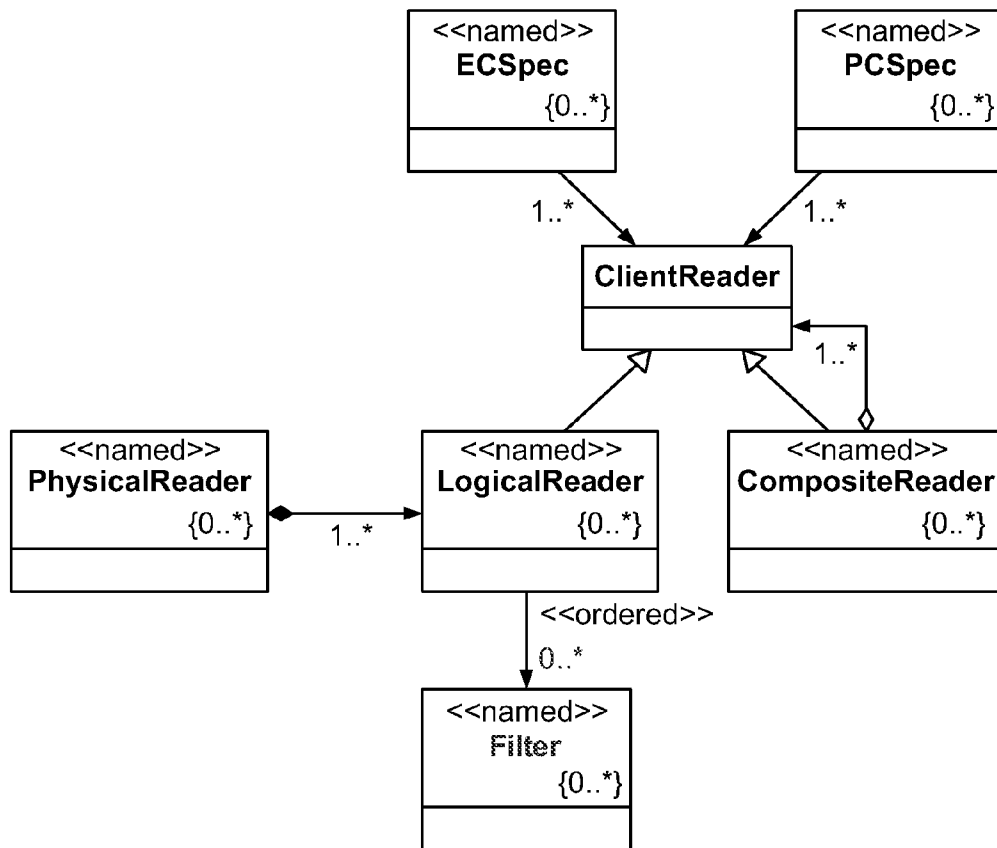 <<named>>
ECSpec
{0..*}
<<named>>
PCSpec
{0..*}
1..*
1..*
ClientReader
1..*
<<named>>
PhysicalReader
{0..*}
1..*
<<named>>
LogicalReader
{0..*}
<<named>>
CompositeReader
{0..*}
<<ordered>>
0..*
<<named>>
Filter
{0..*}